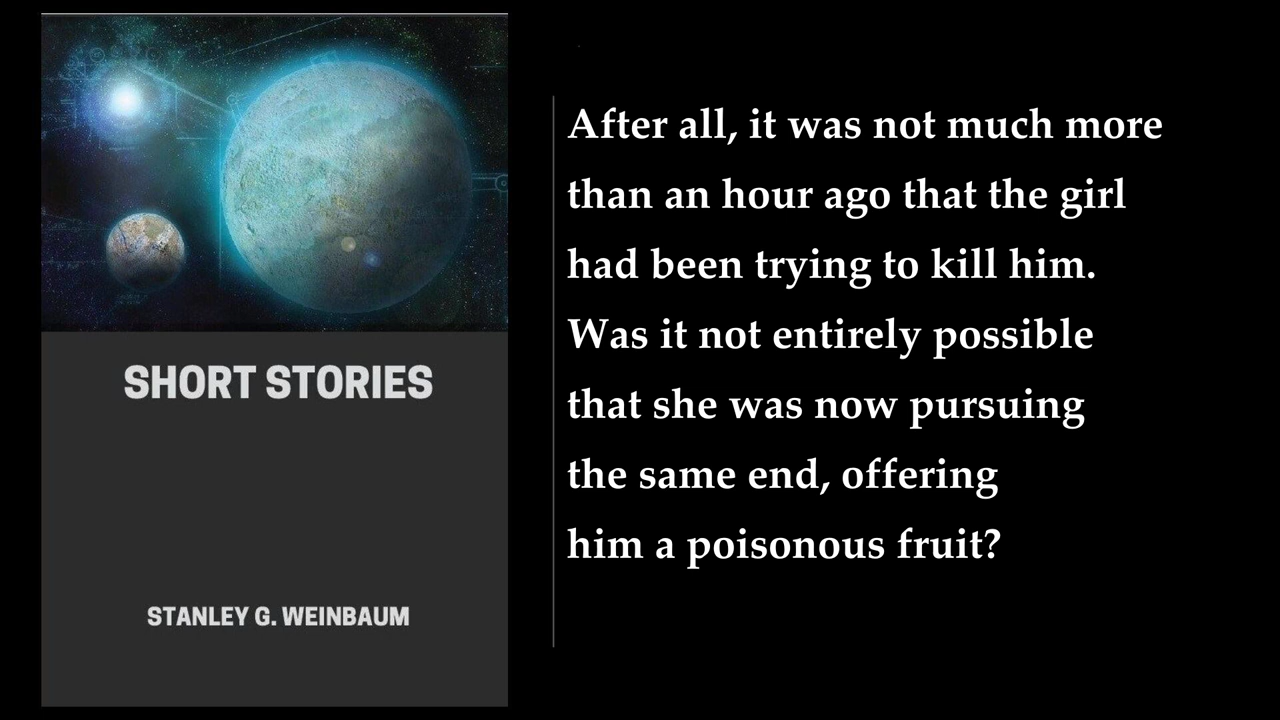 SHORT STORIES
STANLEY G. WEINBAUM
After all, it was not much more
than an hour ago that the girl
had been trying to kill him.
Was it not entirely possible
that she was now pursuing
the same end, offering
him a poisonous fruit?